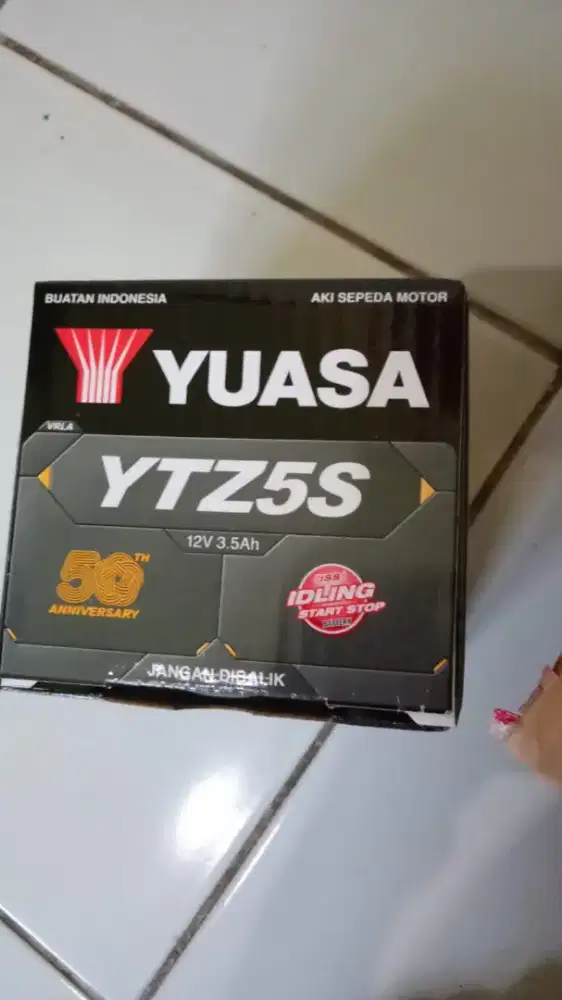 BUATAN INDONESIA
AKI SEPEDA MOTOR
YUASA
VRLA
YTZ5S
12V 3.5Ah
50TH
ANNIVERSARY
ISS
IDLING
START STOP
BATTERY
JANGAN DIBALIK